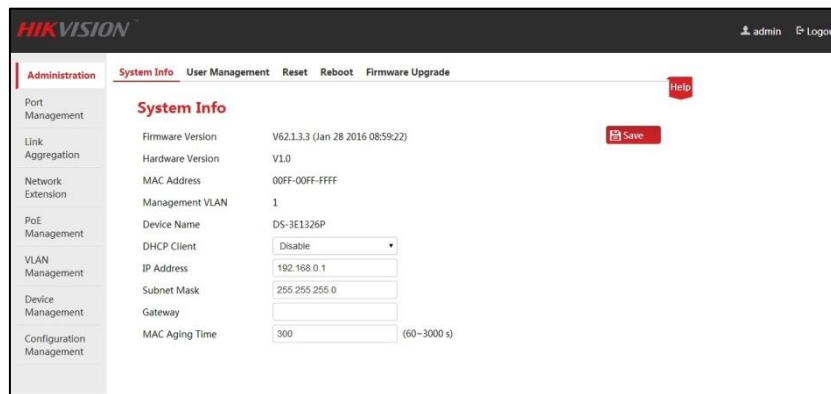 HIKVISION
admin Logou
Administration
Port
Management
Link
Aggregation
Network
Extension
PoE
Management
VLAN
Management
Device
Management
Configuration
Management
System Info User Management Reset Reboot Firmware Upgrade
Help
System Info
Save
Firmware Version V62.1.3.3 (Jan 28 2016 08:59:22)
Hardware Version V1.0
MAC Address 00FF-00FF-FFFF
Management VLAN 1
Device Name DS-3E1326P
DHCP Client Disable
IP Address 192.168.0.1
Subnet Mask 255.255.255.0
Gateway
MAC Aging Time 300 (60~3000 s)